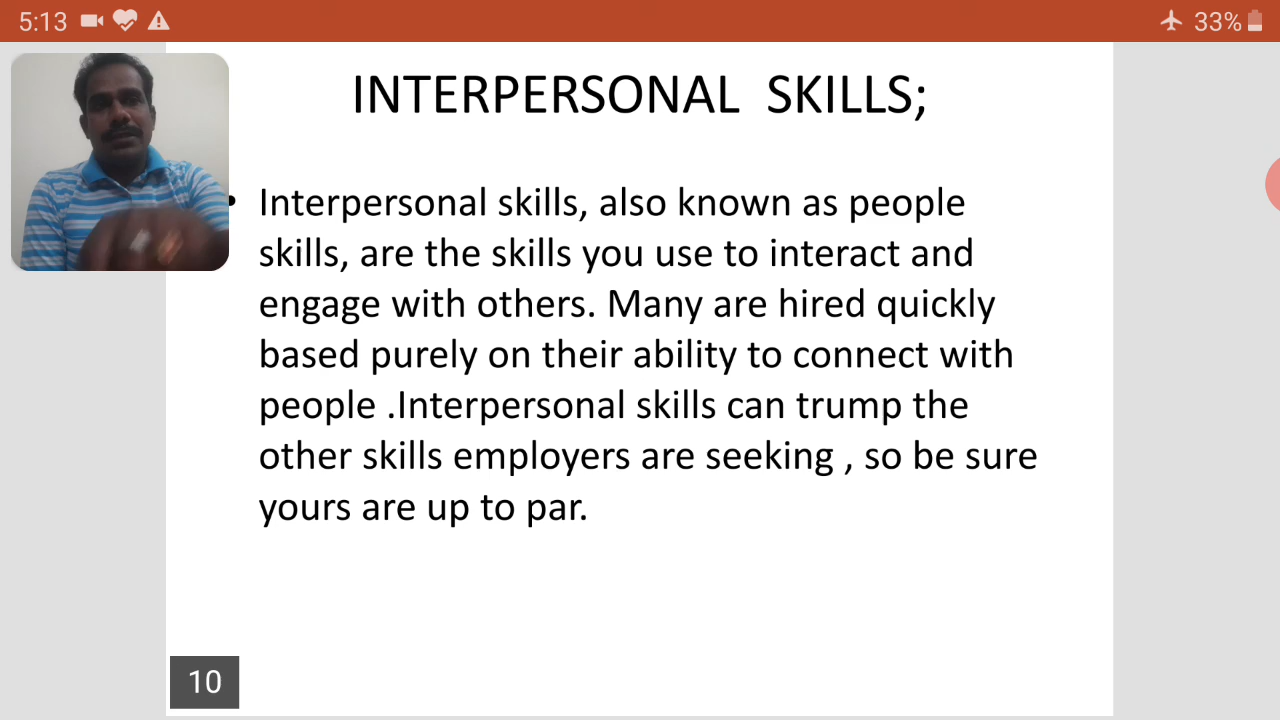 5:13 33%
INTERPERSONAL SKILLS;
• Interpersonal skills, also known as people
skills, are the skills you use to interact and
engage with others. Many are hired quickly
based purely on their ability to connect with
people .Interpersonal skills can trump the
other skills employers are seeking , so be sure
yours are up to par.
10